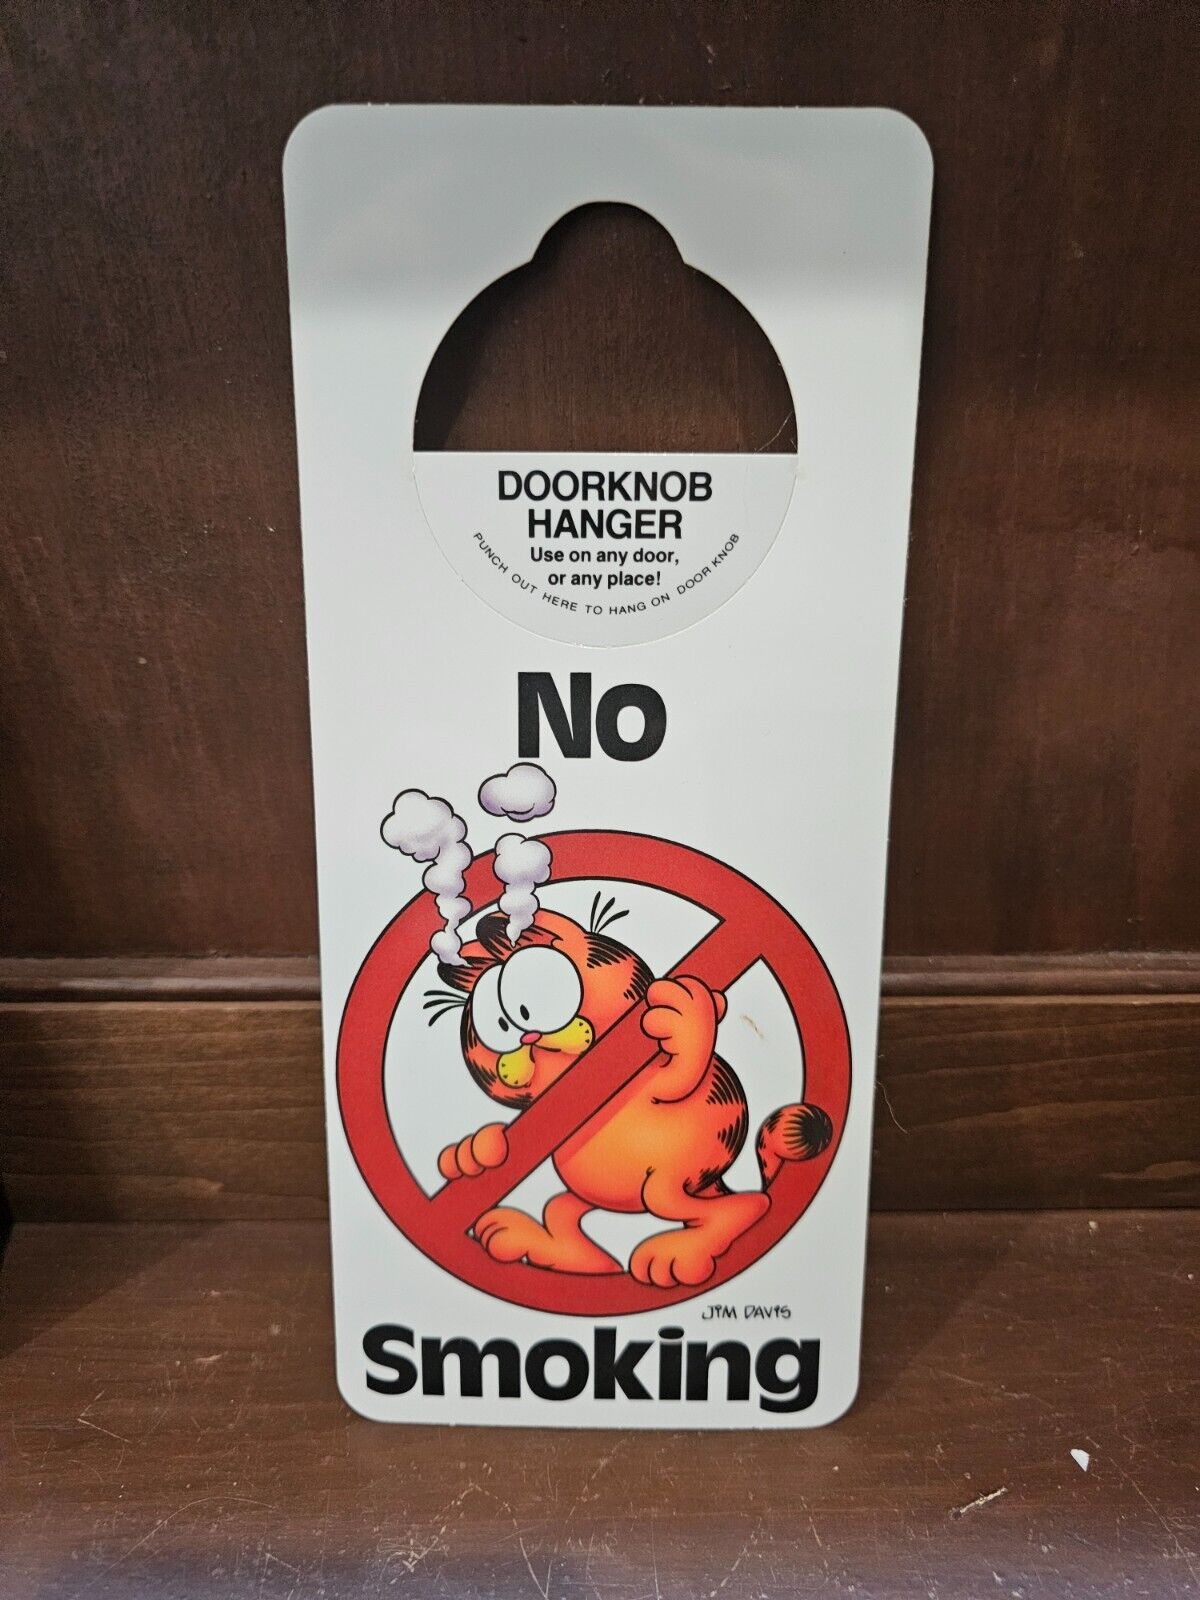 DOORKNOB
HANGER
Use on any door,
or any place!
PUNCH OUT HERE TO HANG ON DOOR KNOB
No
JIM DAVIS
Smoking